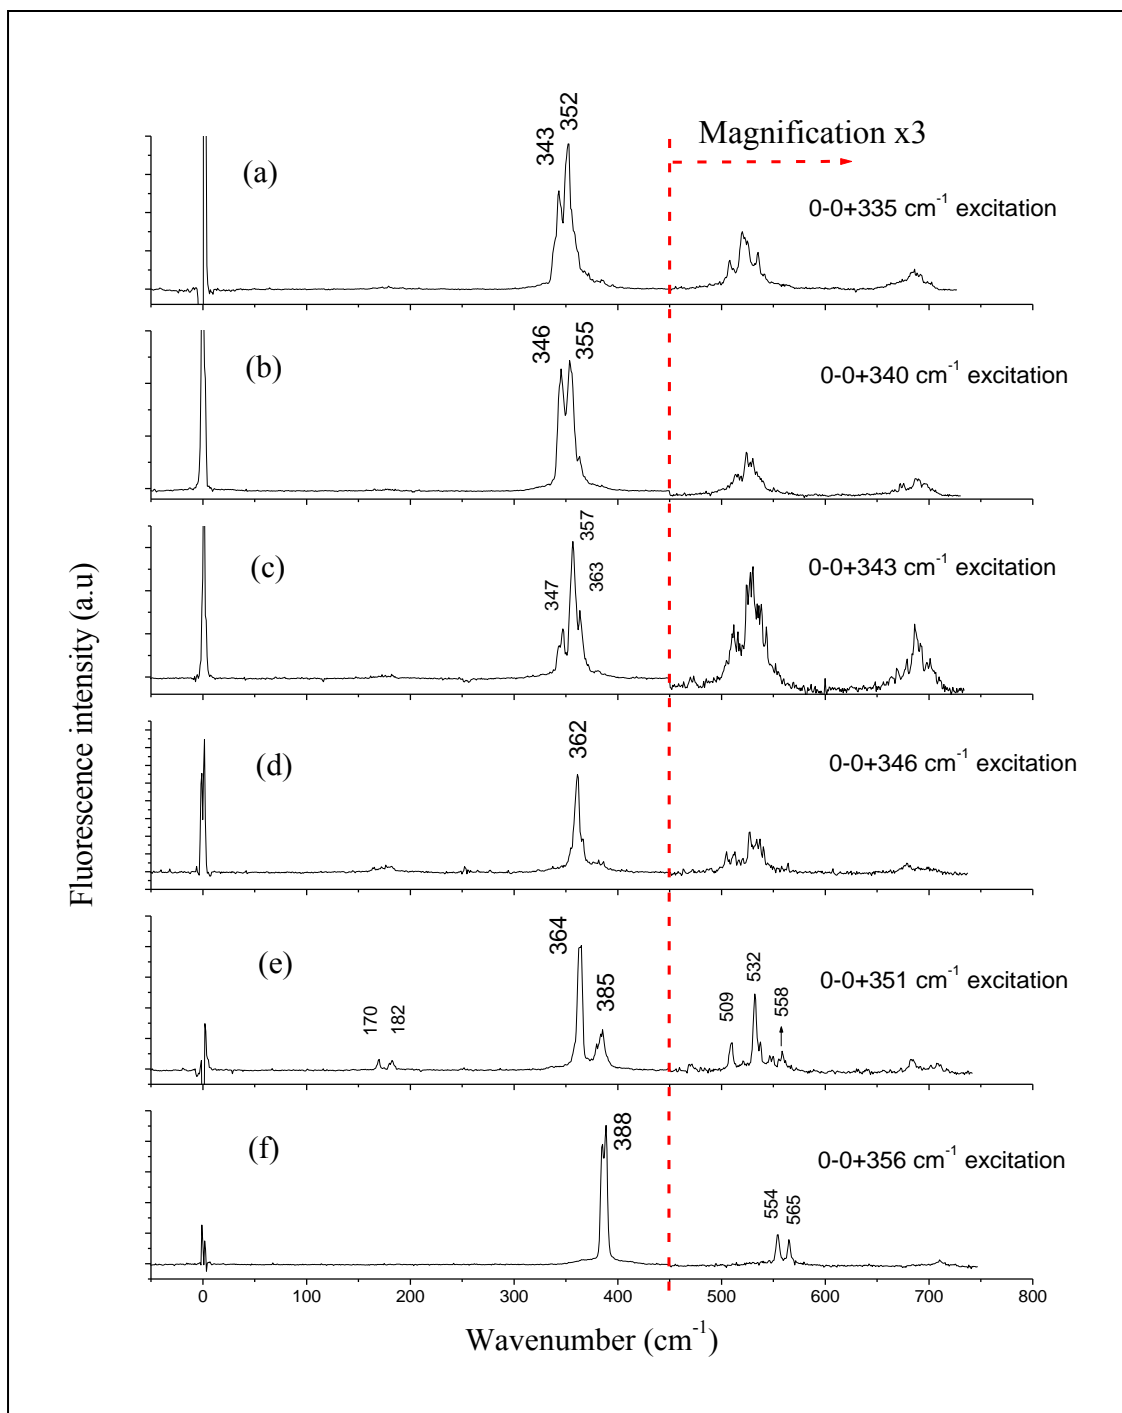 Magnification x3
343
352
(a)
0-0+335 cm⁻¹ excitation
346
355
(b)
0-0+340 cm⁻¹ excitation
347
357
363
(c)
0-0+343 cm⁻¹ excitation
362
(d)
0-0+346 cm⁻¹ excitation
170
182
364
385
509
532
558
(e)
0-0+351 cm⁻¹ excitation
388
554
565
(f)
0-0+356 cm⁻¹ excitation
Fluorescence intensity (a.u)
0 100 200 300 400 500 600 700 800
Wavenumber (cm⁻¹)